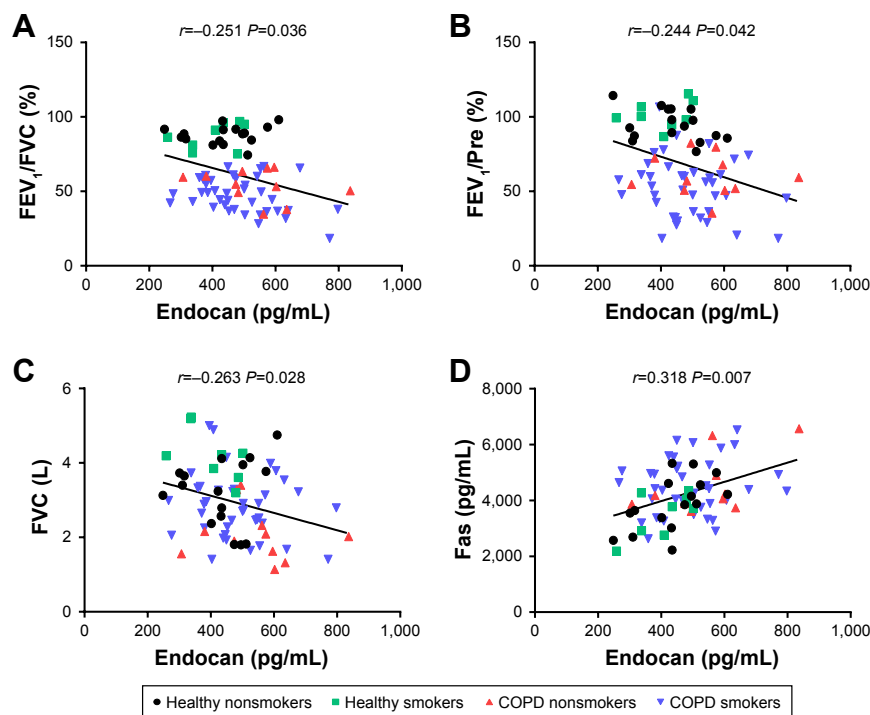 A
r=–0.251 P=0.036
FEV1/FVC (%)
150
100
50
0
0 200 400 600 800 1,000
Endocan (pg/mL)
B
r=–0.244 P=0.042
FEV1/Pre (%)
150
100
50
0
0 200 400 600 800 1,000
Endocan (pg/mL)
C
r=–0.263 P=0.028
FVC (L)
6
4
2
0
0 200 400 600 800 1,000
Endocan (pg/mL)
D
r=0.318 P=0.007
Fas (pg/mL)
8,000
6,000
4,000
2,000
0
0 200 400 600 800 1,000
Endocan (pg/mL)
Healthy nonsmokers Healthy smokers COPD nonsmokers COPD smokers